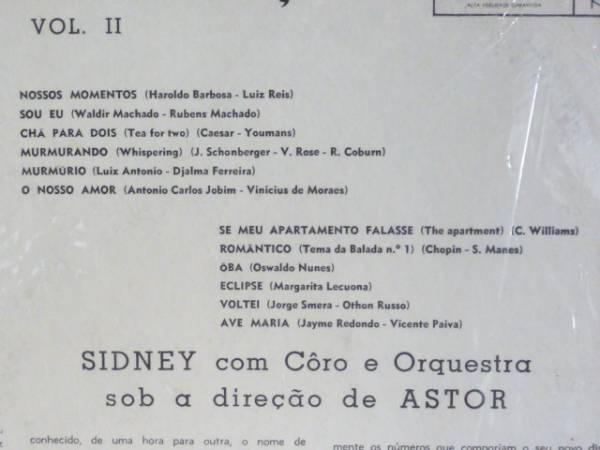 ALTA VELOCIDADE GARANTIDA
VOL. II
NOSSOS MOMENTOS (Haroldo Barbosa - Luiz Reis)
SOU EU (Waldir Machado - Rubens Machado)
CHÁ PARA DOIS (Tea for two) (Caesar - Youmans)
MURMURANDO (Whispering) (J. Schonberger - V. Rose - R. Coburn)
MURMÚRIO (Luiz Antonio - Djalma Ferreira)
O NOSSO AMOR (Antonio Carlos Jobim - Vinícius de Moraes)
SE MEU APARTAMENTO FALASSE (The apartment) (C. Williams)
ROMÂNTICO (Tema da Balada n.º 1) (Chopin - S. Manes)
ÔBA (Oswaldo Nunes)
ECLIPSE (Margarita Lecuona)
VOLTEI (Jorge Smera - Othon Russo)
AVE MARIA (Jayme Redondo - Vicente Paiva)
SIDNEY com Côro e Orquestra
sob a direção de ASTOR
conhecido, de uma hora para outra, o nome de
mente os números que comporiam o seu novo